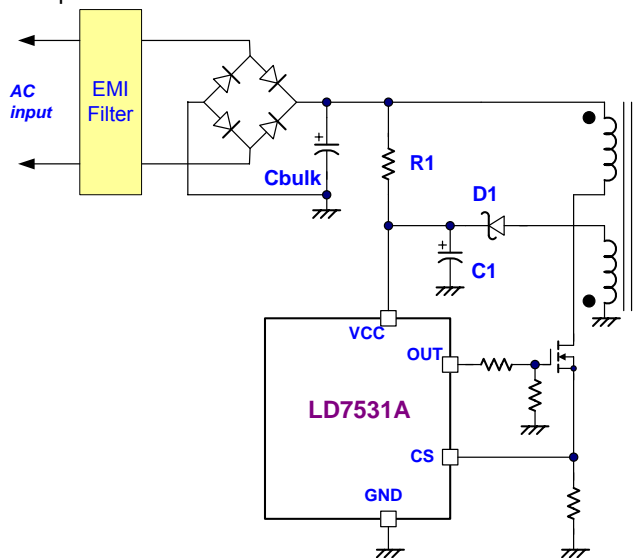 AC
input
EMI
Filter
+
Cbulk
R1
D1
+
C1
VCC
OUT
LD7531A
CS
GND